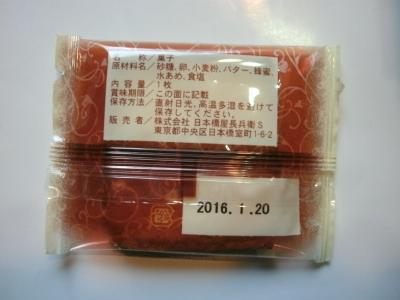 名　　称／菓子
原材料名／砂糖、卵、小麦粉、バター、蜂蜜、
水あめ、食塩
内 容 量／1枚
賞味期限／この面に記載
保存方法／直射日光、高温多湿を避けて
保存してください。
販 売 者／株式会社 日本橋屋長兵衛S
東京都中央区日本橋室町1-6-2
2016. 1.20